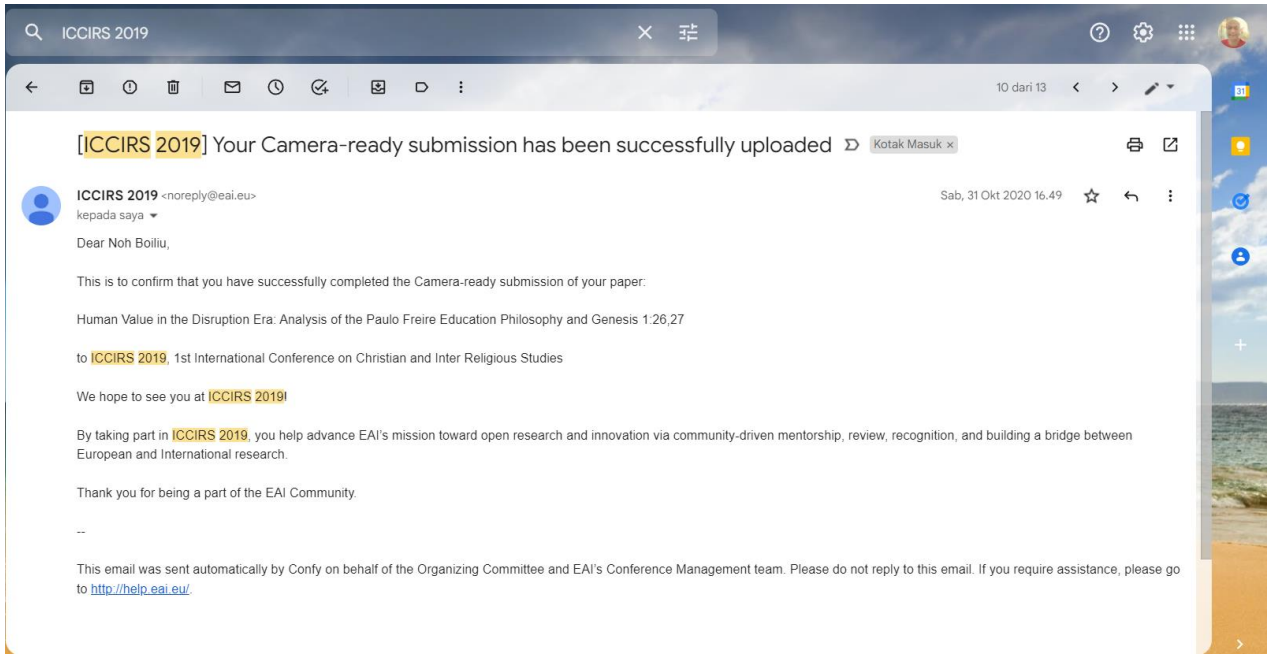 ICCIRS 2019
10 dari 13
31
[ICCIRS 2019] Your Camera-ready submission has been successfully uploaded Kotak Masuk ×
ICCIRS 2019 <noreply@eai.eu>
Sab, 31 Okt 2020 16.49
kepada saya
Dear Noh Boiliu,
This is to confirm that you have successfully completed the Camera-ready submission of your paper:
Human Value in the Disruption Era: Analysis of the Paulo Freire Education Philosophy and Genesis 1:26,27
to ICCIRS 2019, 1st International Conference on Christian and Inter Religious Studies
We hope to see you at ICCIRS 2019!
By taking part in ICCIRS 2019, you help advance EAI's mission toward open research and innovation via community-driven mentorship, review, recognition, and building a bridge between
European and International research.
Thank you for being a part of the EAI Community.
--
This email was sent automatically by Confy on behalf of the Organizing Committee and EAI's Conference Management team. Please do not reply to this email. If you require assistance, please go
to http://help.eai.eu/.